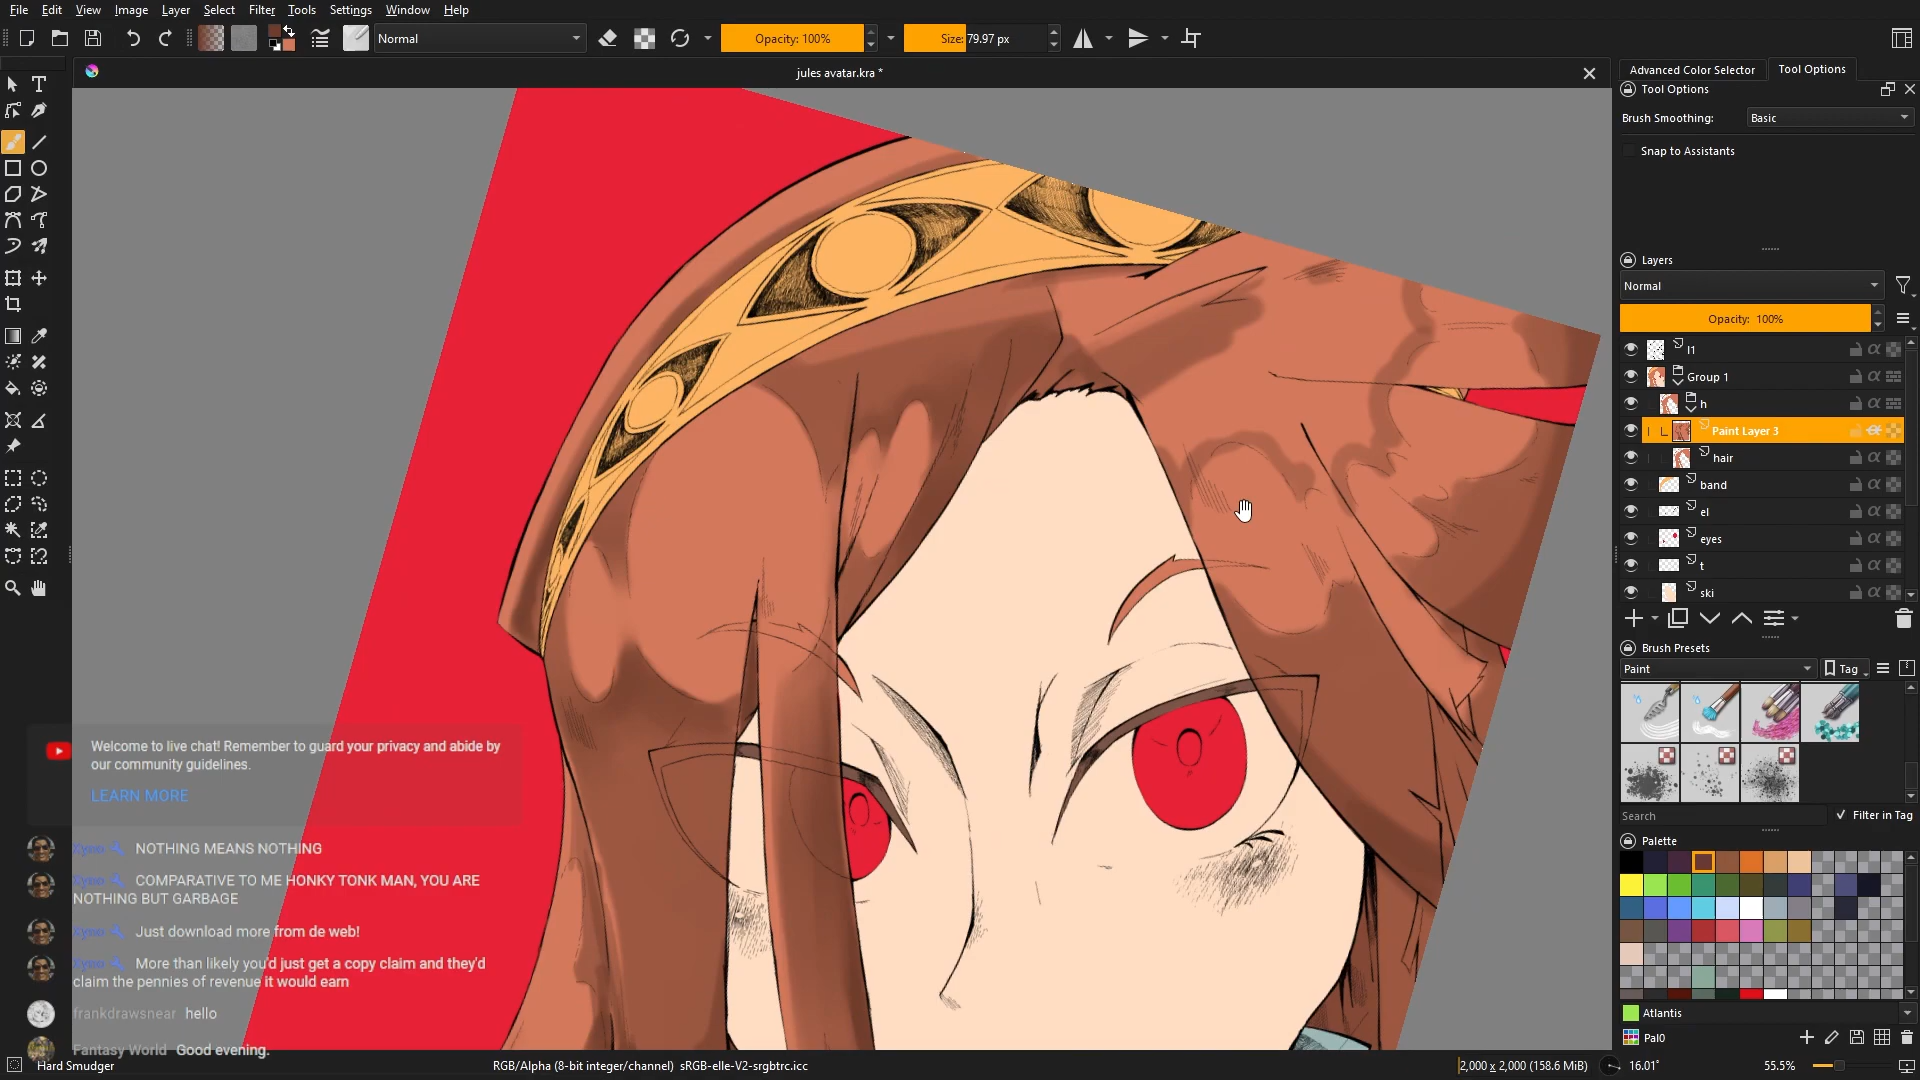 File Edit View Image Layer Select Filter Tools Settings Window Help
Normal
Opacity: 100%
Size: 79.97 px
jules avatar.kra *
Advanced Color Selector
Tool Options
Tool Options
Brush Smoothing:
Basic
Snap to Assistants
Layers
Normal
Opacity: 100%
l1
Group 1
h
Paint Layer 3
hair
band
el
eyes
t
ski
Brush Presets
Paint
Tag
Search
Filter in Tag
Palette
Atlantis
Pal0
Welcome to live chat! Remember to guard your privacy and abide by
our community guidelines.
LEARN MORE
Xyno NOTHING MEANS NOTHING
Xyno COMPARATIVE TO ME HONKY TONK MAN, YOU ARE
NOTHING BUT GARBAGE
Xyno Just download more from de web!
Xyno More than likely you'd just get a copy claim and they'd
claim the pennies of revenue it would earn
frankdrawsnear hello
Fantasy World Good evening.
Hard Smudger
RGB/Alpha (8-bit integer/channel) sRGB-elle-V2-srgbtrc.icc
2,000 x 2,000 (158.6 MiB)
16.01°
55.5%